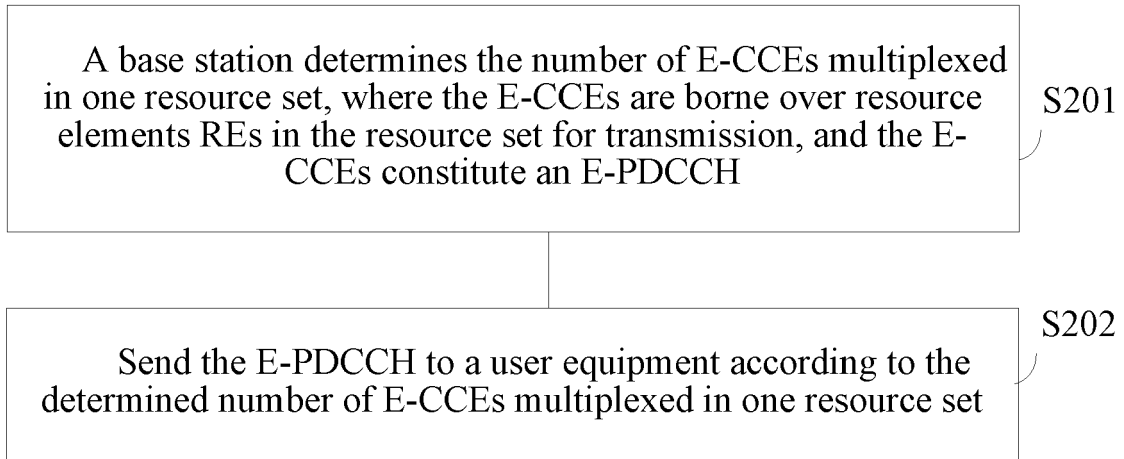 A base station determines the number of E-CCEs multiplexed
in one resource set, where the E-CCEs are borne over resource
elements REs in the resource set for transmission, and the E-
CCEs constitute an E-PDCCH
S201
Send the E-PDCCH to a user equipment according to the
determined number of E-CCEs multiplexed in one resource set
S202